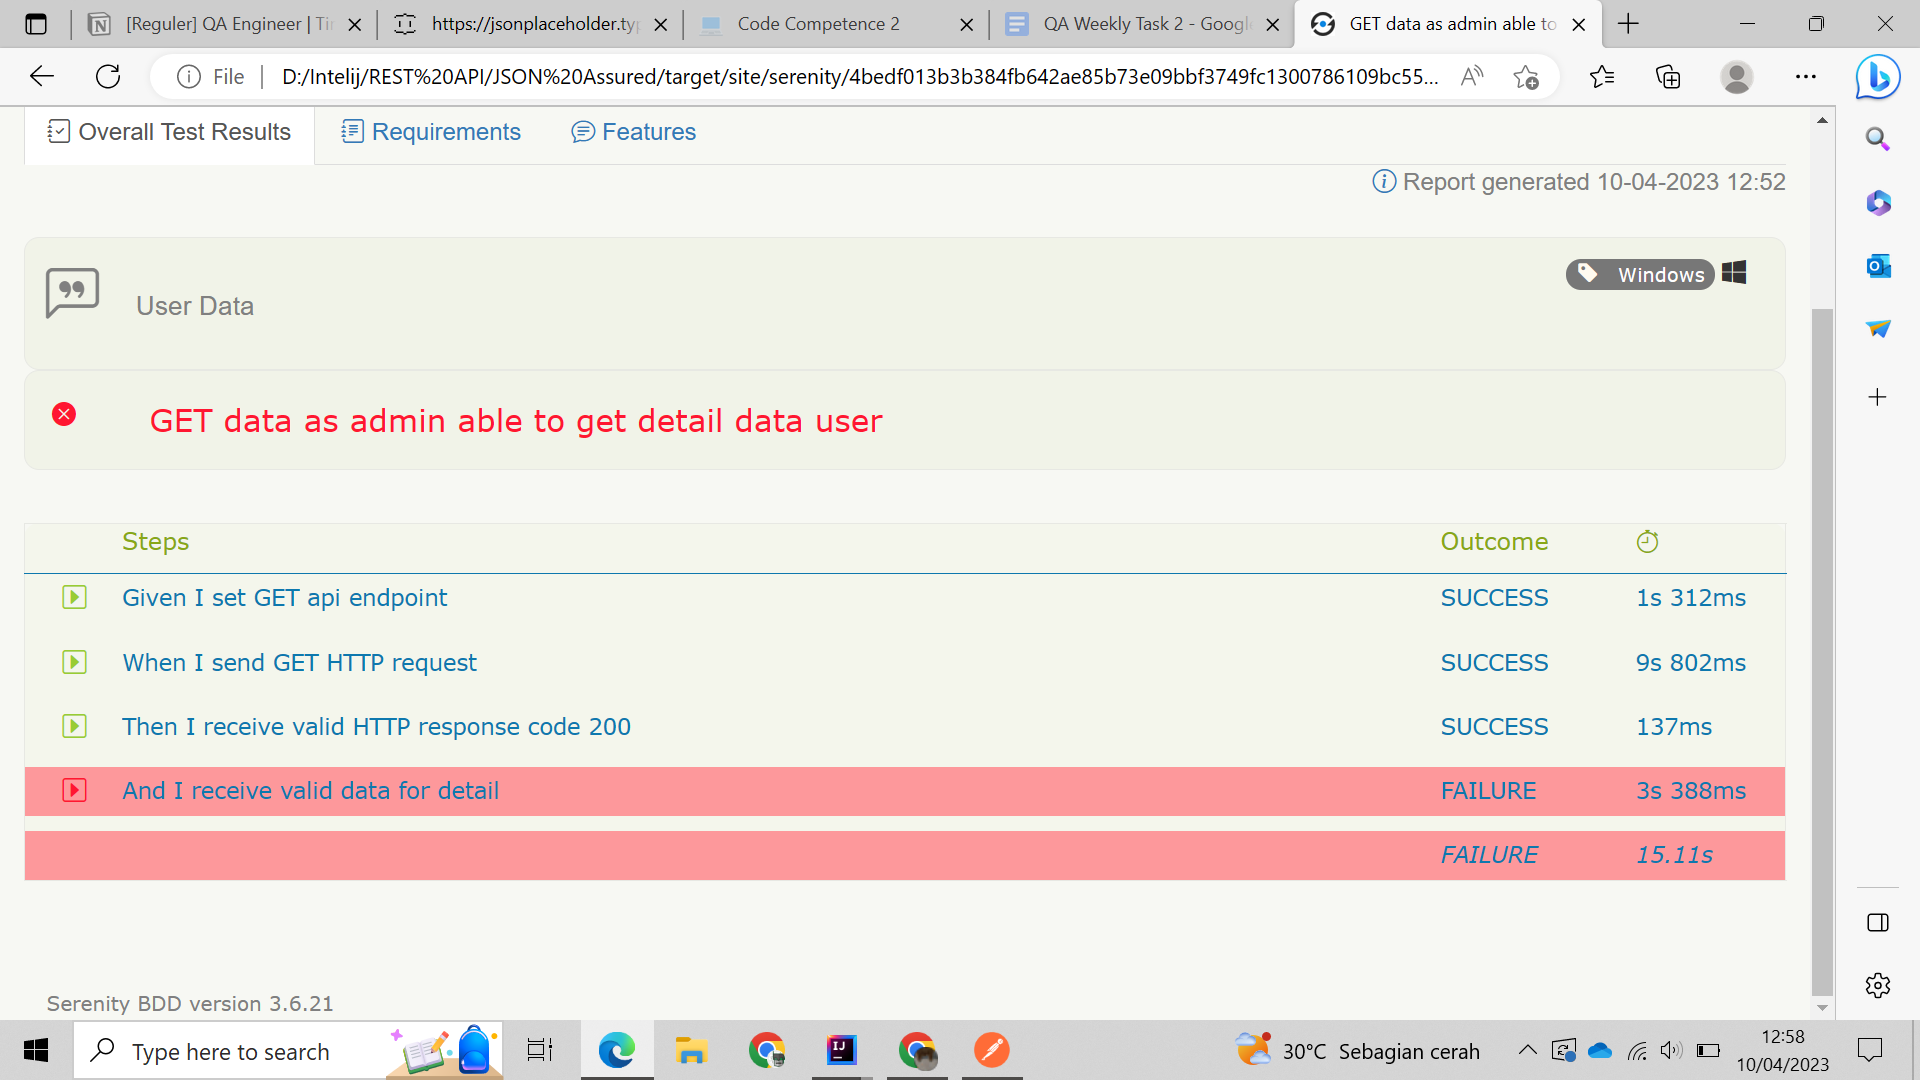 [Reguler] QA Engineer | Ti
https://jsonplaceholder.ty
Code Competence 2
QA Weekly Task 2 - Googl
GET data as admin able to
File
D:/Intelij/REST%20API/JSON%20Assured/target/site/serenity/4bedf013b3b384fb642ae85b73e09bbf3749fc1300786109bc55...
Overall Test Results
Requirements
Features
Report generated 10-04-2023 12:52
User Data
Windows
GET data as admin able to get detail data user
Steps Outcome
Given I set GET api endpoint SUCCESS 1s 312ms
When I send GET HTTP request SUCCESS 9s 802ms
Then I receive valid HTTP response code 200 SUCCESS 137ms
And I receive valid data for detail FAILURE 3s 388ms
FAILURE 15.11s
Serenity BDD version 3.6.21
Type here to search
30°C Sebagian cerah
12:58
10/04/2023